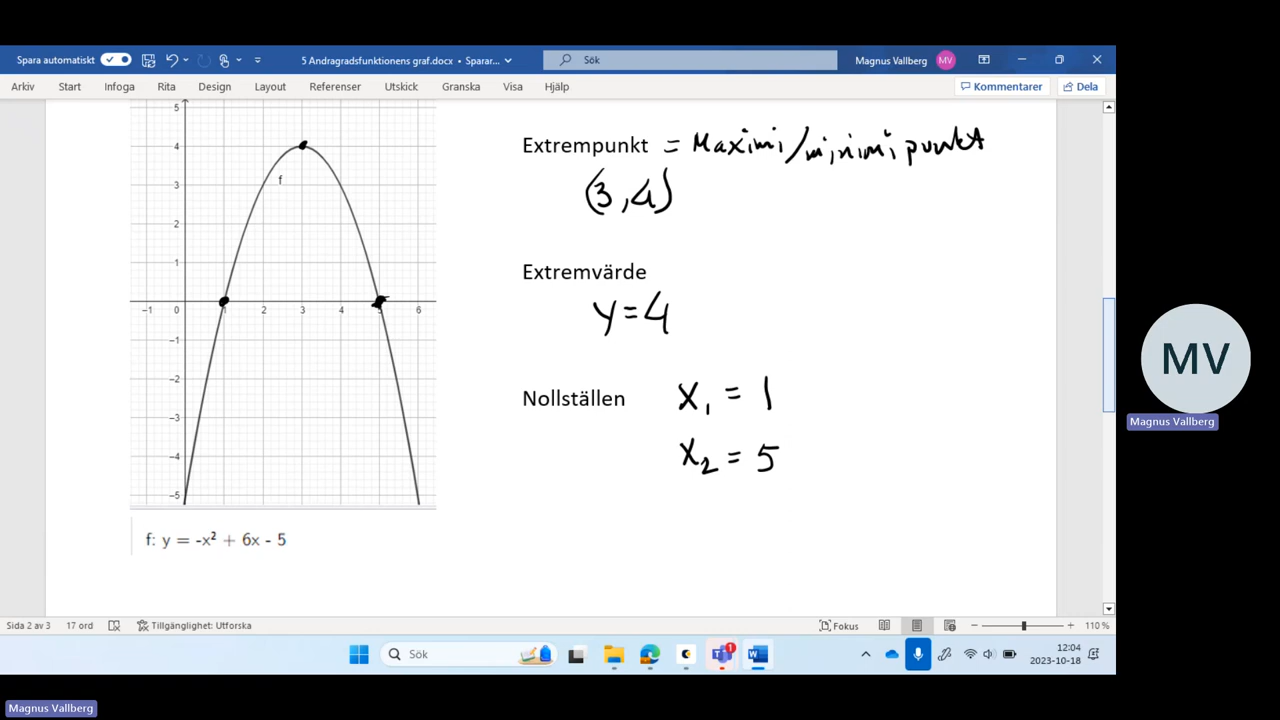 Spara automatiskt
5 Andragradsfunktionens graf.docx • Sparar...
Sök
Magnus Vallberg MV
Arkiv Start Infoga Rita Design Layout Referenser Utskick Granska Visa Hjälp Kommentarer Dela
5
4
3
2
1
-1 0 1 2 3 4 5 6
-1
-2
-3
-4
-5
f
f: y = -x² + 6x - 5
Extrempunkt = Maximi/minimi punkt
(3,4)
Extremvärde
y=4
Nollställen x₁ = 1
x₂ = 5
MV
Magnus Vallberg
Sida 2 av 3 17 ord Tillgänglighet: Utforska Fokus 110 %
Sök
1
12:04
2023-10-18
Magnus Vallberg